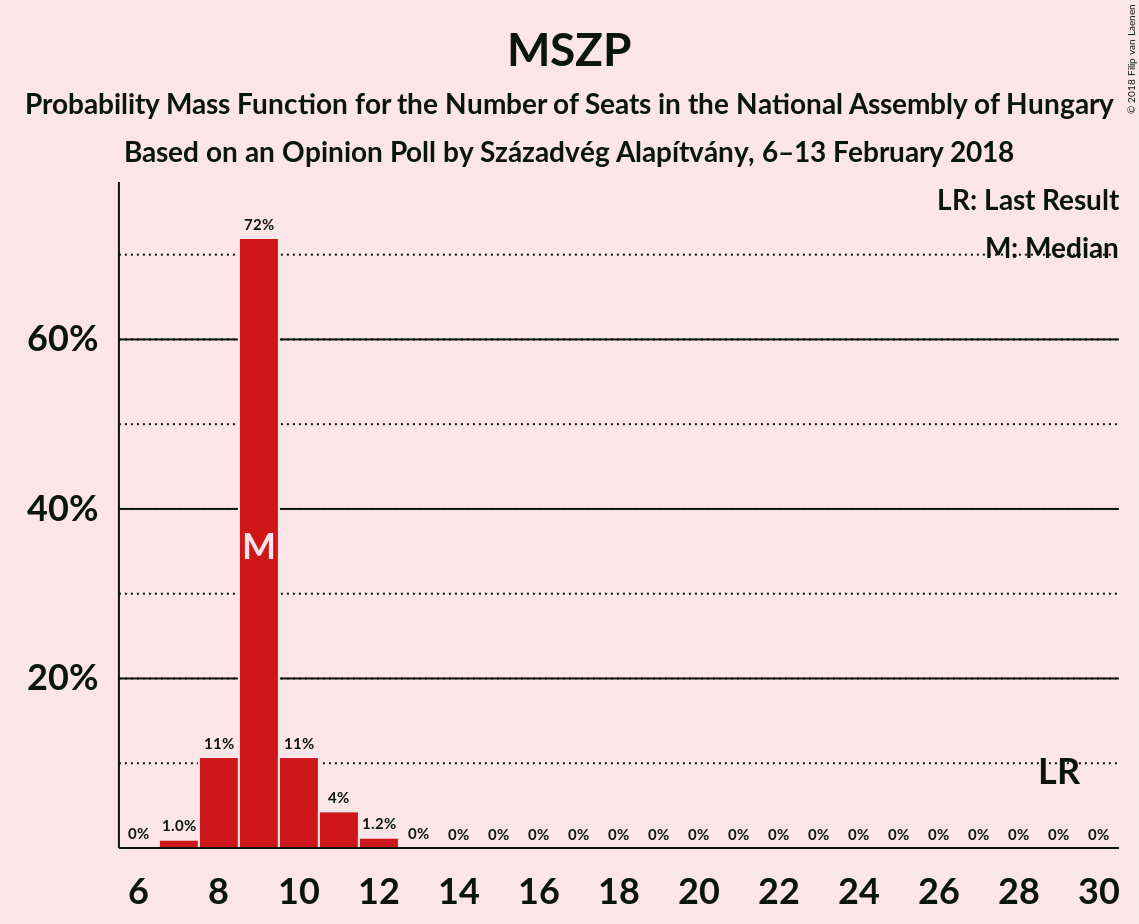 MSZP
Probability Mass Function for the Number of Seats in the National Assembly of Hungary
Based on an Opinion Poll by Századvég Alapítvány, 6–13 February 2018
© 2018 Filip van Laenen
LR: Last Result
M: Median
72%
60%
40%
M
20%
11% 11%
LR
4%
0% 1.0% 1.2% 0% 0% 0% 0% 0% 0% 0% 0% 0% 0% 0% 0% 0% 0% 0% 0% 0% 0%
6 8 10 12 14 16 18 20 22 24 26 28 30